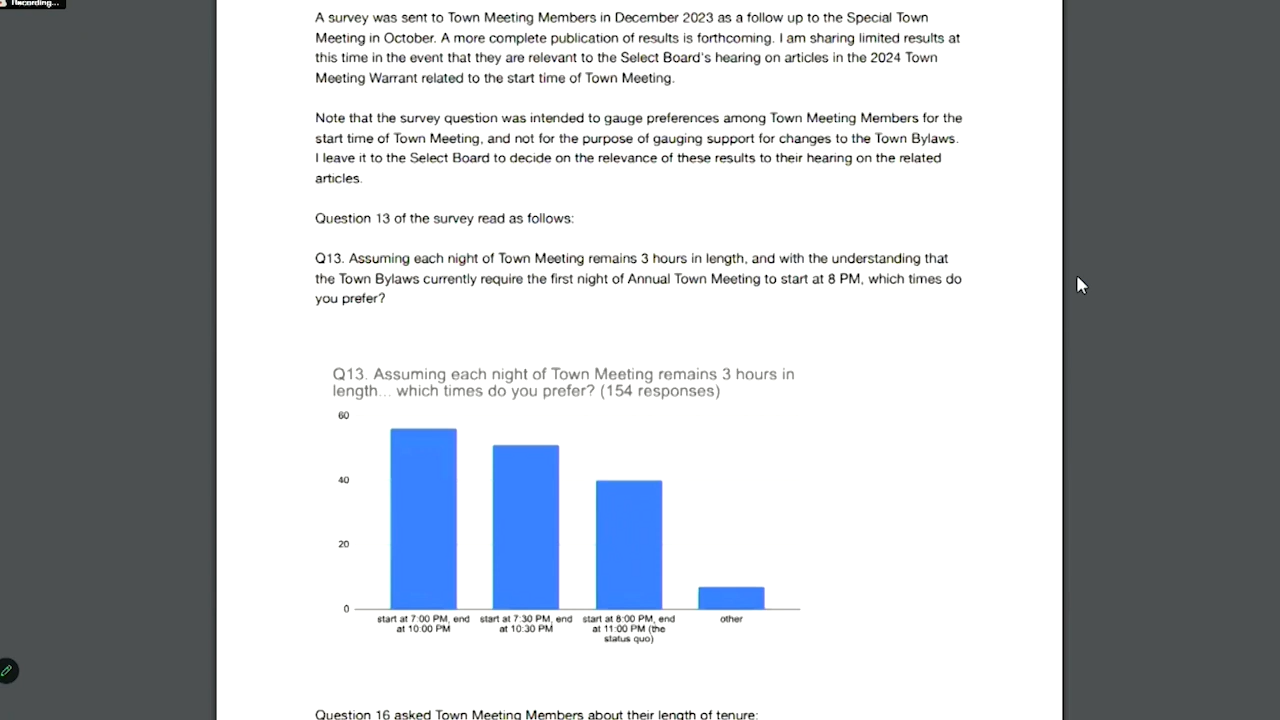 Recording...
A survey was sent to Town Meeting Members in December 2023 as a follow up to the Special Town
Meeting in October. A more complete publication of results is forthcoming. I am sharing limited results at
this time in the event that they are relevant to the Select Board's hearing on articles in the 2024 Town
Meeting Warrant related to the start time of Town Meeting.
Note that the survey question was intended to gauge preferences among Town Meeting Members for the
start time of Town Meeting, and not for the purpose of gauging support for changes to the Town Bylaws.
I leave it to the Select Board to decide on the relevance of these results to their hearing on the related
articles.
Question 13 of the survey read as follows:
Q13. Assuming each night of Town Meeting remains 3 hours in length, and with the understanding that
the Town Bylaws currently require the first night of Annual Town Meeting to start at 8 PM, which times do
you prefer?
Q13. Assuming each night of Town Meeting remains 3 hours in
length... which times do you prefer? (154 responses)
60
40
20
0
start at 7:00 PM, end
at 10:00 PM
start at 7:30 PM, end
at 10:30 PM
start at 8:00 PM, end
at 11:00 PM (the
status quo)
other
Question 16 asked Town Meeting Members about their length of tenure: